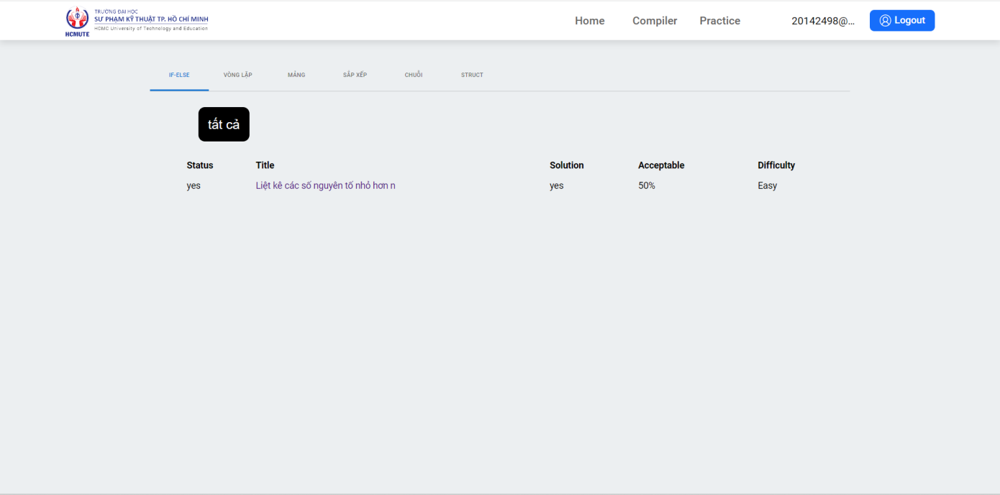 TRƯỜNG ĐẠI HỌC
SƯ PHẠM KỸ THUẬT TP. HỒ CHÍ MINH
HCMC University of Technology and Education
HCMUTE
Home Compiler Practice 20142498@... Logout
IF-ELSE VÒNG LẶP MẢNG SẮP XẾP CHUỖI STRUCT
tất cả
Status Title Solution Acceptable Difficulty
yes Liệt kê các số nguyên tố nhỏ hơn n yes 50% Easy